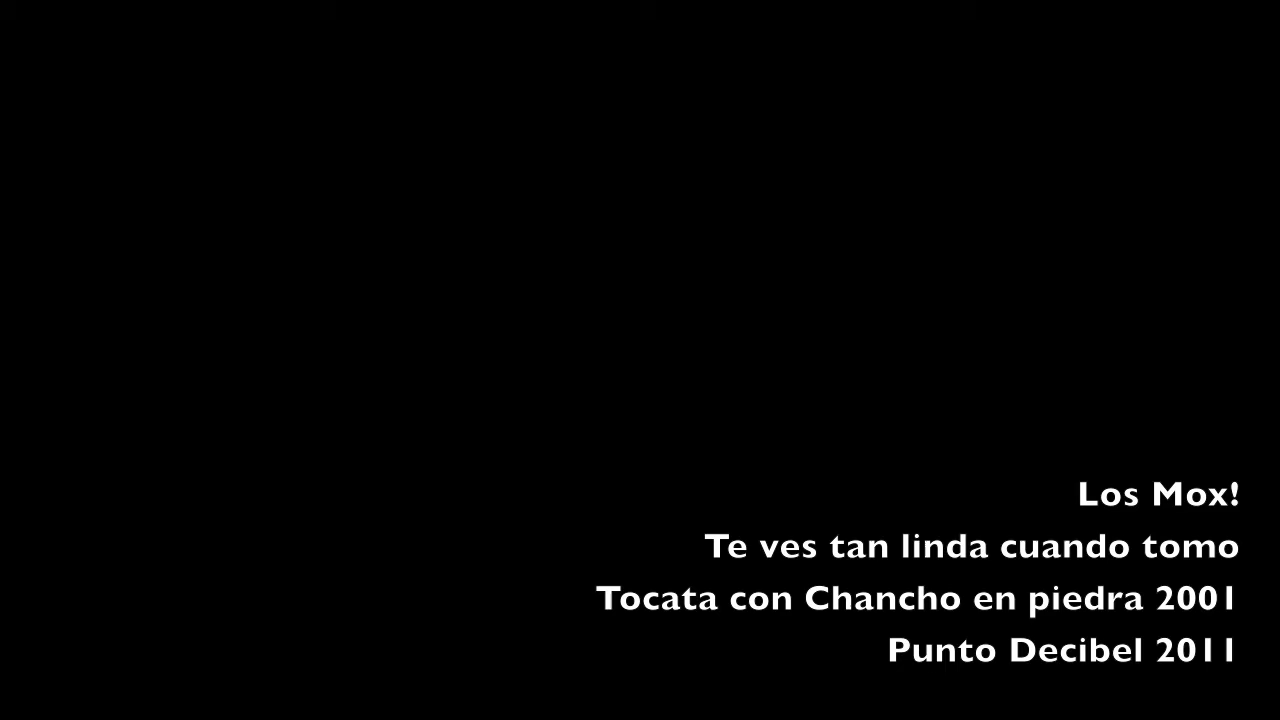 Los Mox!
Te ves tan linda cuando tomo
Tocata con Chancho en piedra 2001
Punto Decibel 2011